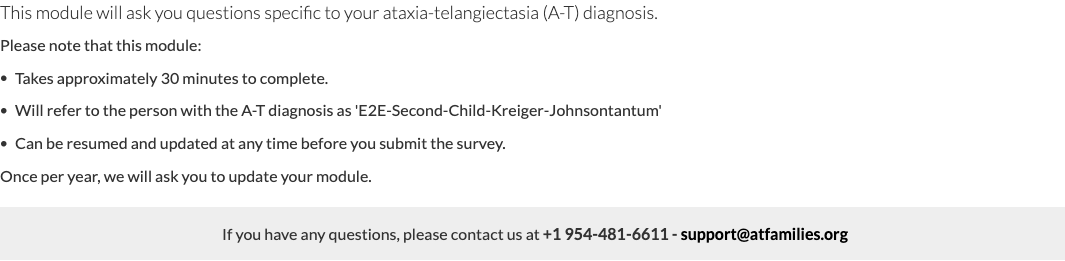 This module will ask you questions specific to your ataxia-telangiectasia (A-T) diagnosis.
Please note that this module:
• Takes approximately 30 minutes to complete.
• Will refer to the person with the A-T diagnosis as 'E2E-Second-Child-Kreiger-Johnsontantum'
• Can be resumed and updated at any time before you submit the survey.
Once per year, we will ask you to update your module.
If you have any questions, please contact us at +1 954-481-6611 - support@atfamilies.org